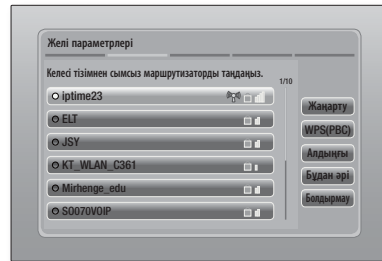 Желі параметрлері
Келесі тізімнен сымсыз маршрутизаторды таңдаңыз.
1/10
iptime23
ELT
JSY
KT_WLAN_C361
Mirhenge_edu
SO070VOIP
Жаңарту
WPS(PBC)
Алдыңғы
Бұдан әрі
Болдырмау